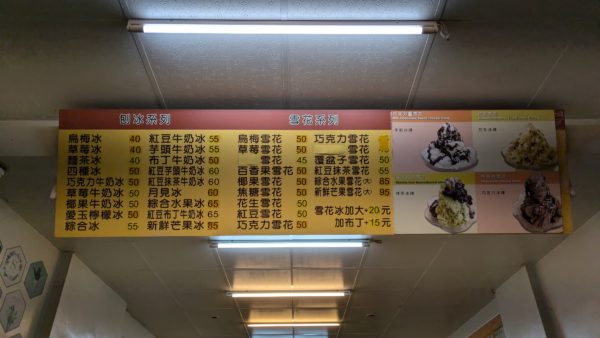 刨冰系列
烏梅冰 40 紅豆牛奶冰 55
草莓冰 40 芋頭牛奶冰 55
麵茶冰 40 布丁牛奶冰 50
四種冰 50 紅豆芋頭牛奶冰 60
巧克力牛奶冰 50 紅豆抹茶牛奶冰 60
草莓牛奶冰 50 月見冰 60
椰果牛奶冰 50 綜合水果冰 65
愛玉檸檬冰 50 紅豆布丁牛奶冰 65
綜合冰 55 新鮮芒果冰 85
雪花系列
烏梅雪花 50 巧克力雪花
草莓雪花 50 雪花 50
雪花 45 覆盆子雪花 50
百香果雪花 50 紅豆抹茶雪花 55
椰果雪花 50 綜合水果雪花(大) 85
焦糖雪花 50 新鮮芒果雪花(大) 95
花生雪花 50
紅豆雪花 50 雪花冰加大+20元
巧克力雪花 50 加布丁+15元